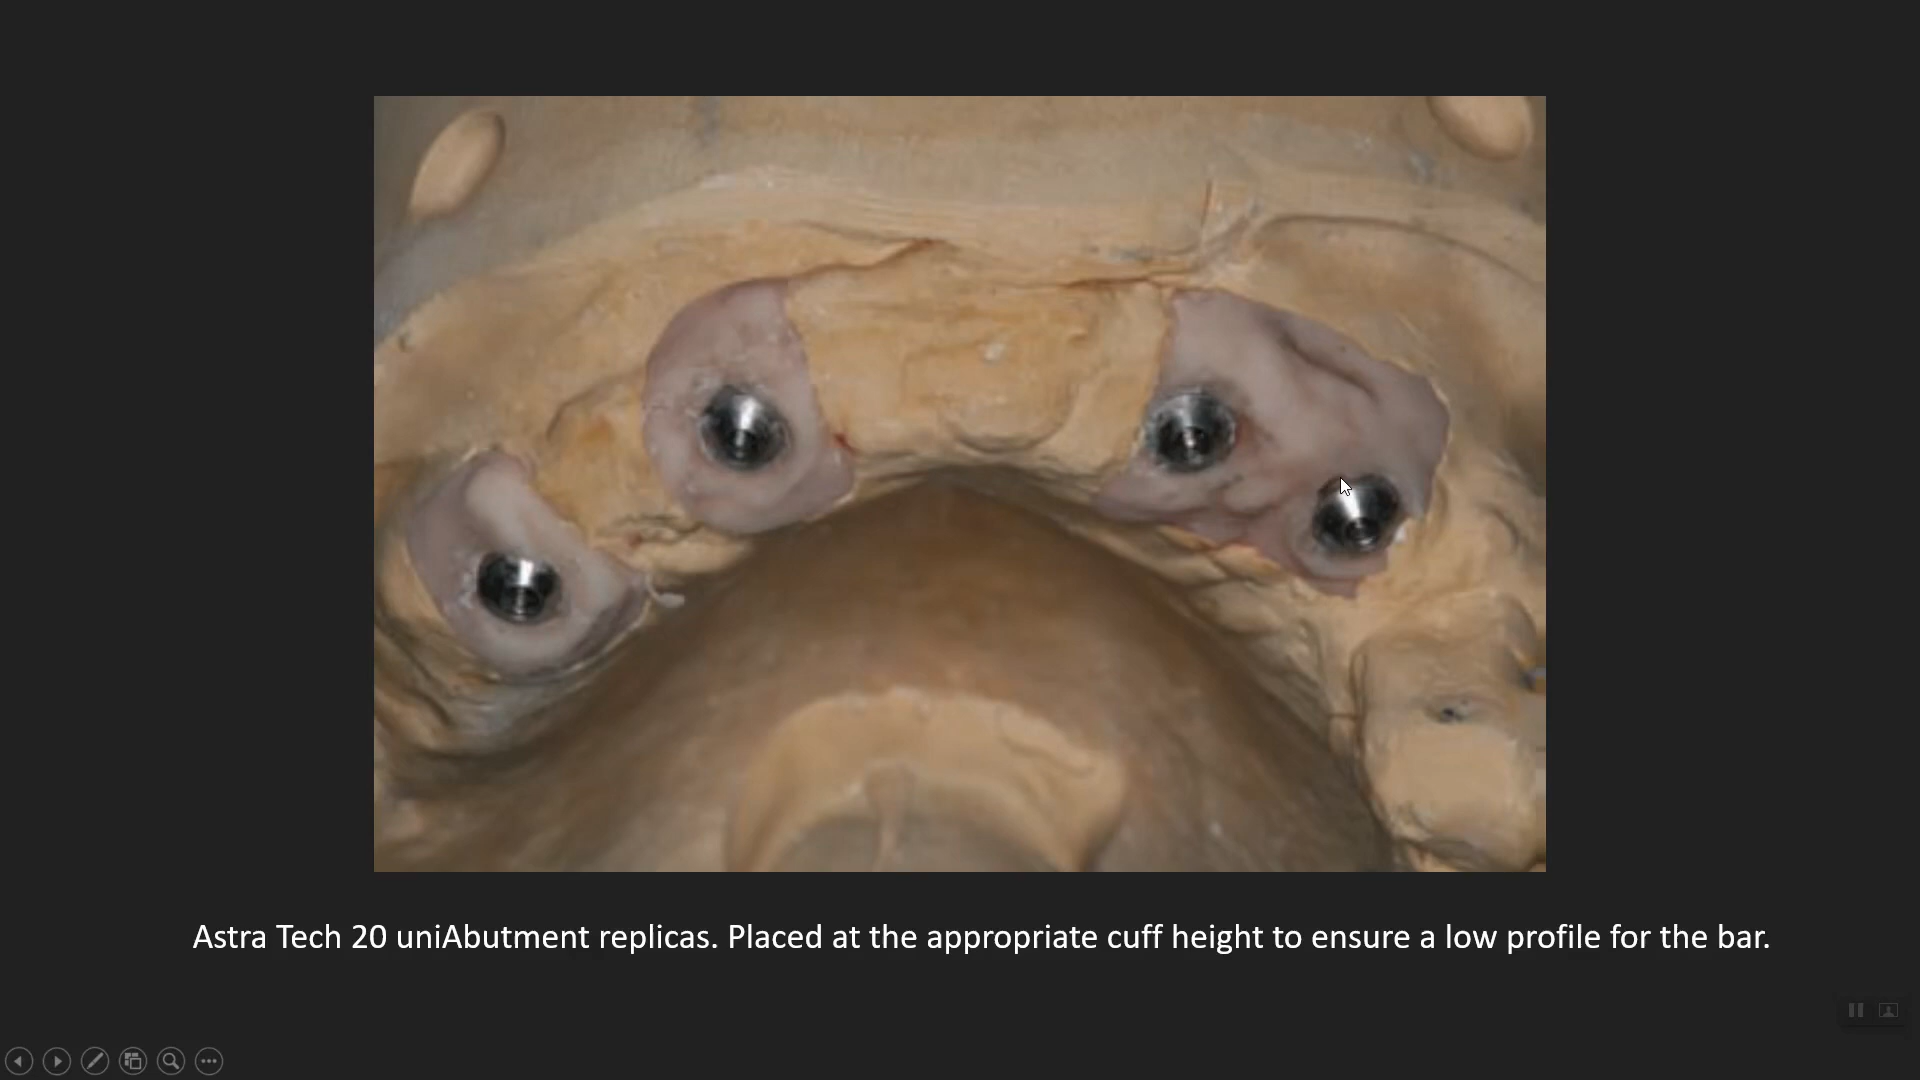 Astra Tech 20 uniAbutment replicas. Placed at the appropriate cuff height to ensure a low profile for the bar.